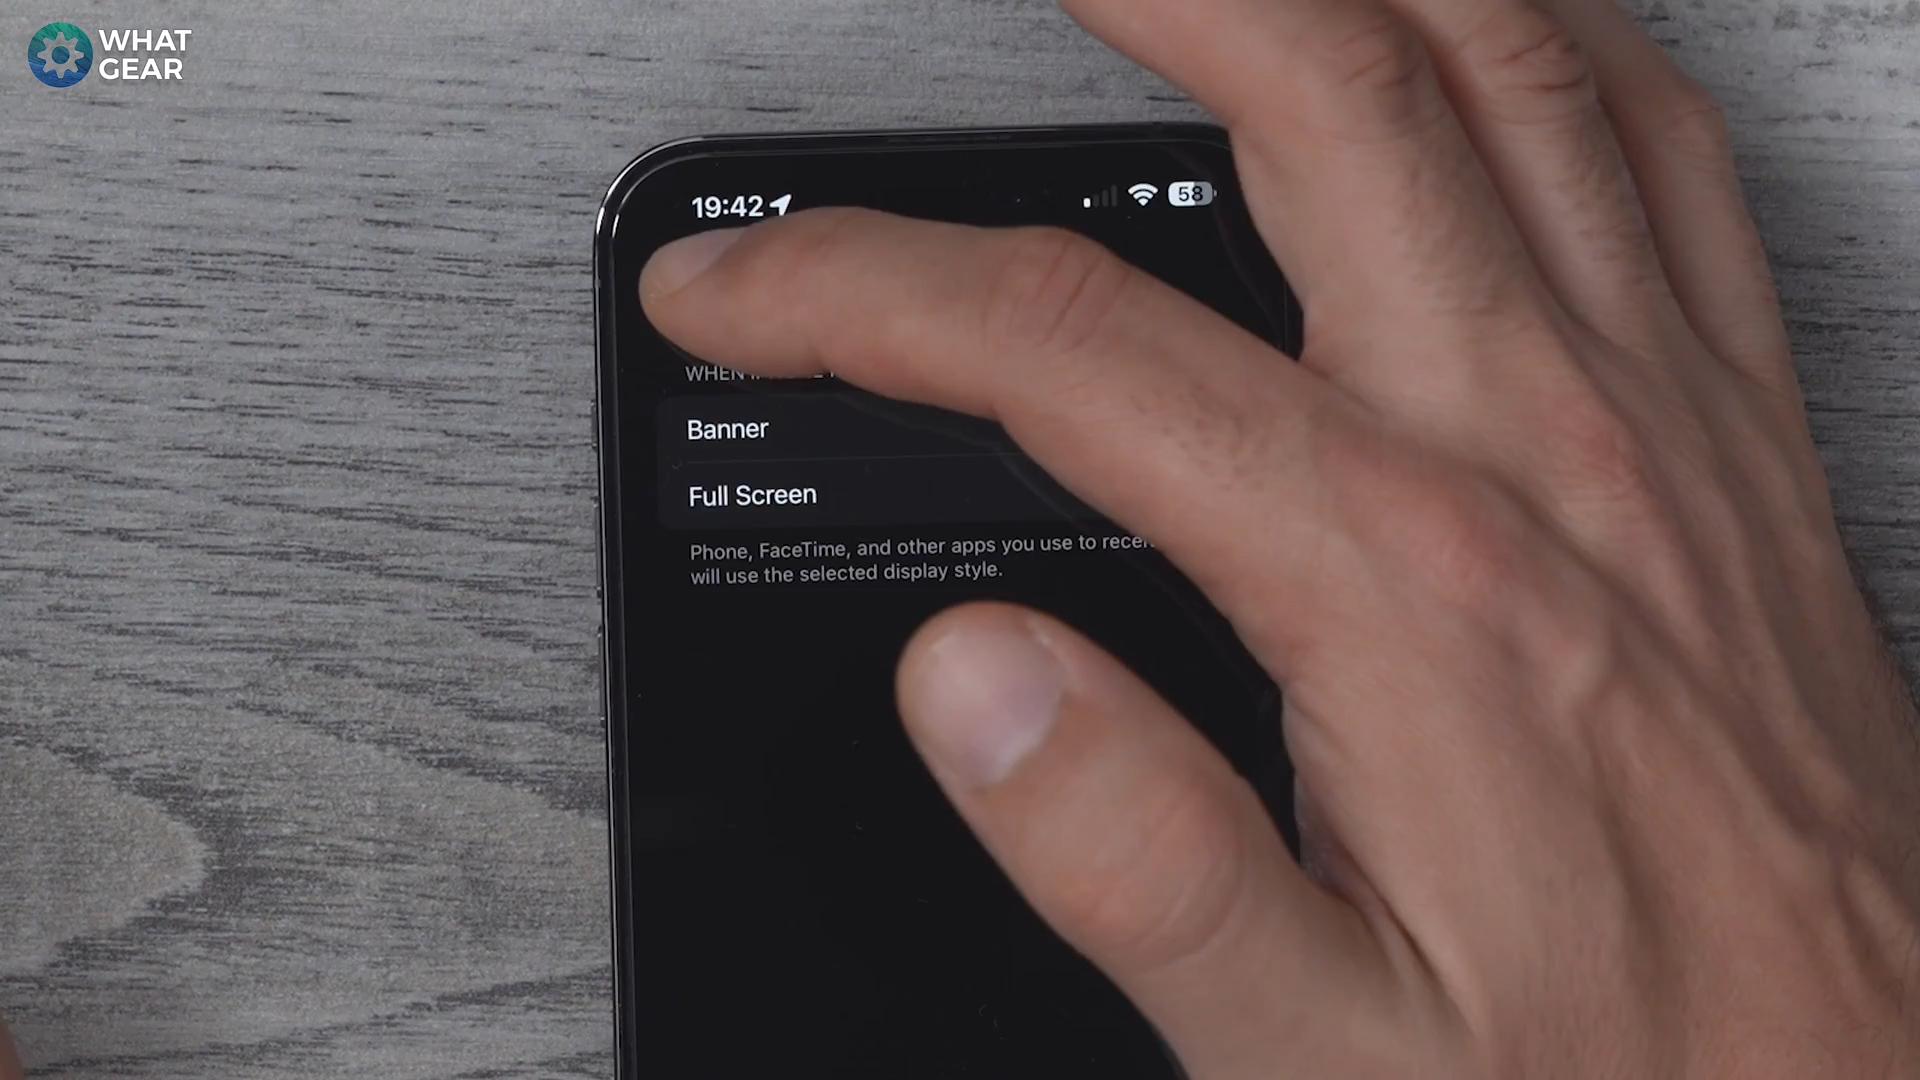 WHAT
GEAR
19:42
58
WHEN
Banner
Full Screen
Phone, FaceTime, and other apps you use to
will use the selected display style.